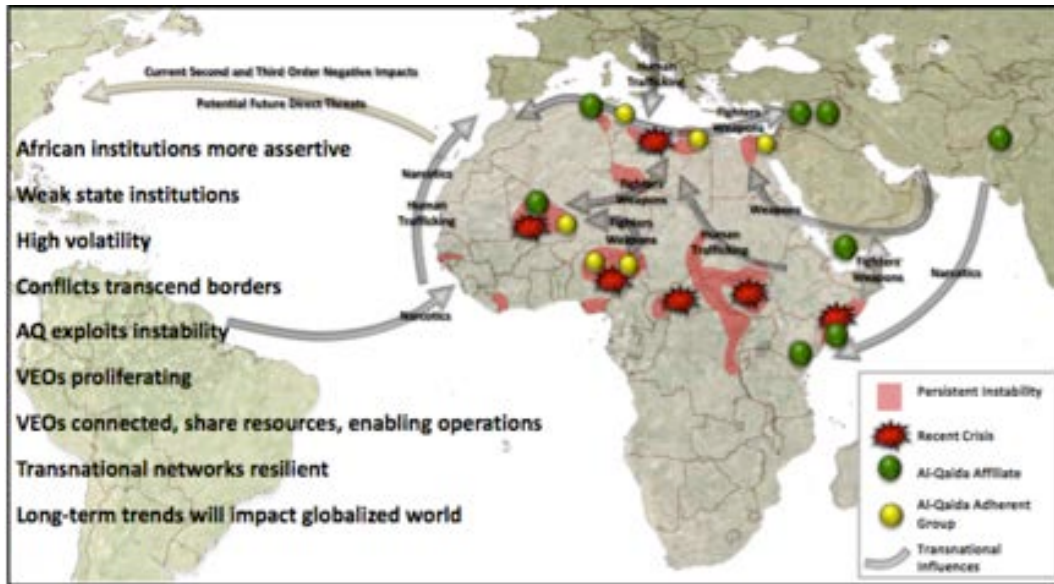 Current Second and Third Order Negative Impacts
Potential Future Direct Threats
African institutions more assertive
Weak state institutions
High volatility
Conflicts transcend borders
AQ exploits instability
VEOs proliferating
VEOs connected, share resources, enabling operations
Transnational networks resilient
Long-term trends will impact globalized world
Human
Trafficking
Fighters
Weapons
Narcotics
Human
Trafficking
Fighters
Weapons
Fighters
Weapons
Human
Trafficking
Weapons
Fighters
Weapons
Narcotics
Narcotics
Persistent Instability
Recent Crisis
Al-Qaida Affiliate
Al-Qaida Adherent
Group
Transnational
Influences